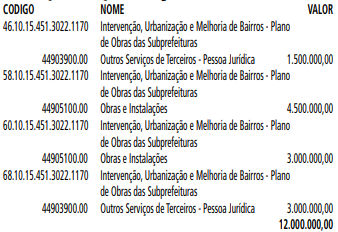 CODIGO NOME VALOR
46.10.15.451.3022.1170 Intervenção, Urbanização e Melhoria de Bairros - Plano
de Obras das Subprefeituras
44903900.00 Outros Serviços de Terceiros - Pessoa Jurídica 1.500.000,00
58.10.15.451.3022.1170 Intervenção, Urbanização e Melhoria de Bairros - Plano
de Obras das Subprefeituras
44905100.00 Obras e Instalações 4.500.000,00
60.10.15.451.3022.1170 Intervenção, Urbanização e Melhoria de Bairros - Plano
de Obras das Subprefeituras
44905100.00 Obras e Instalações 3.000.000,00
68.10.15.451.3022.1170 Intervenção, Urbanização e Melhoria de Bairros - Plano
de Obras das Subprefeituras
44903900.00 Outros Serviços de Terceiros - Pessoa Jurídica 3.000.000,00
12.000.000,00